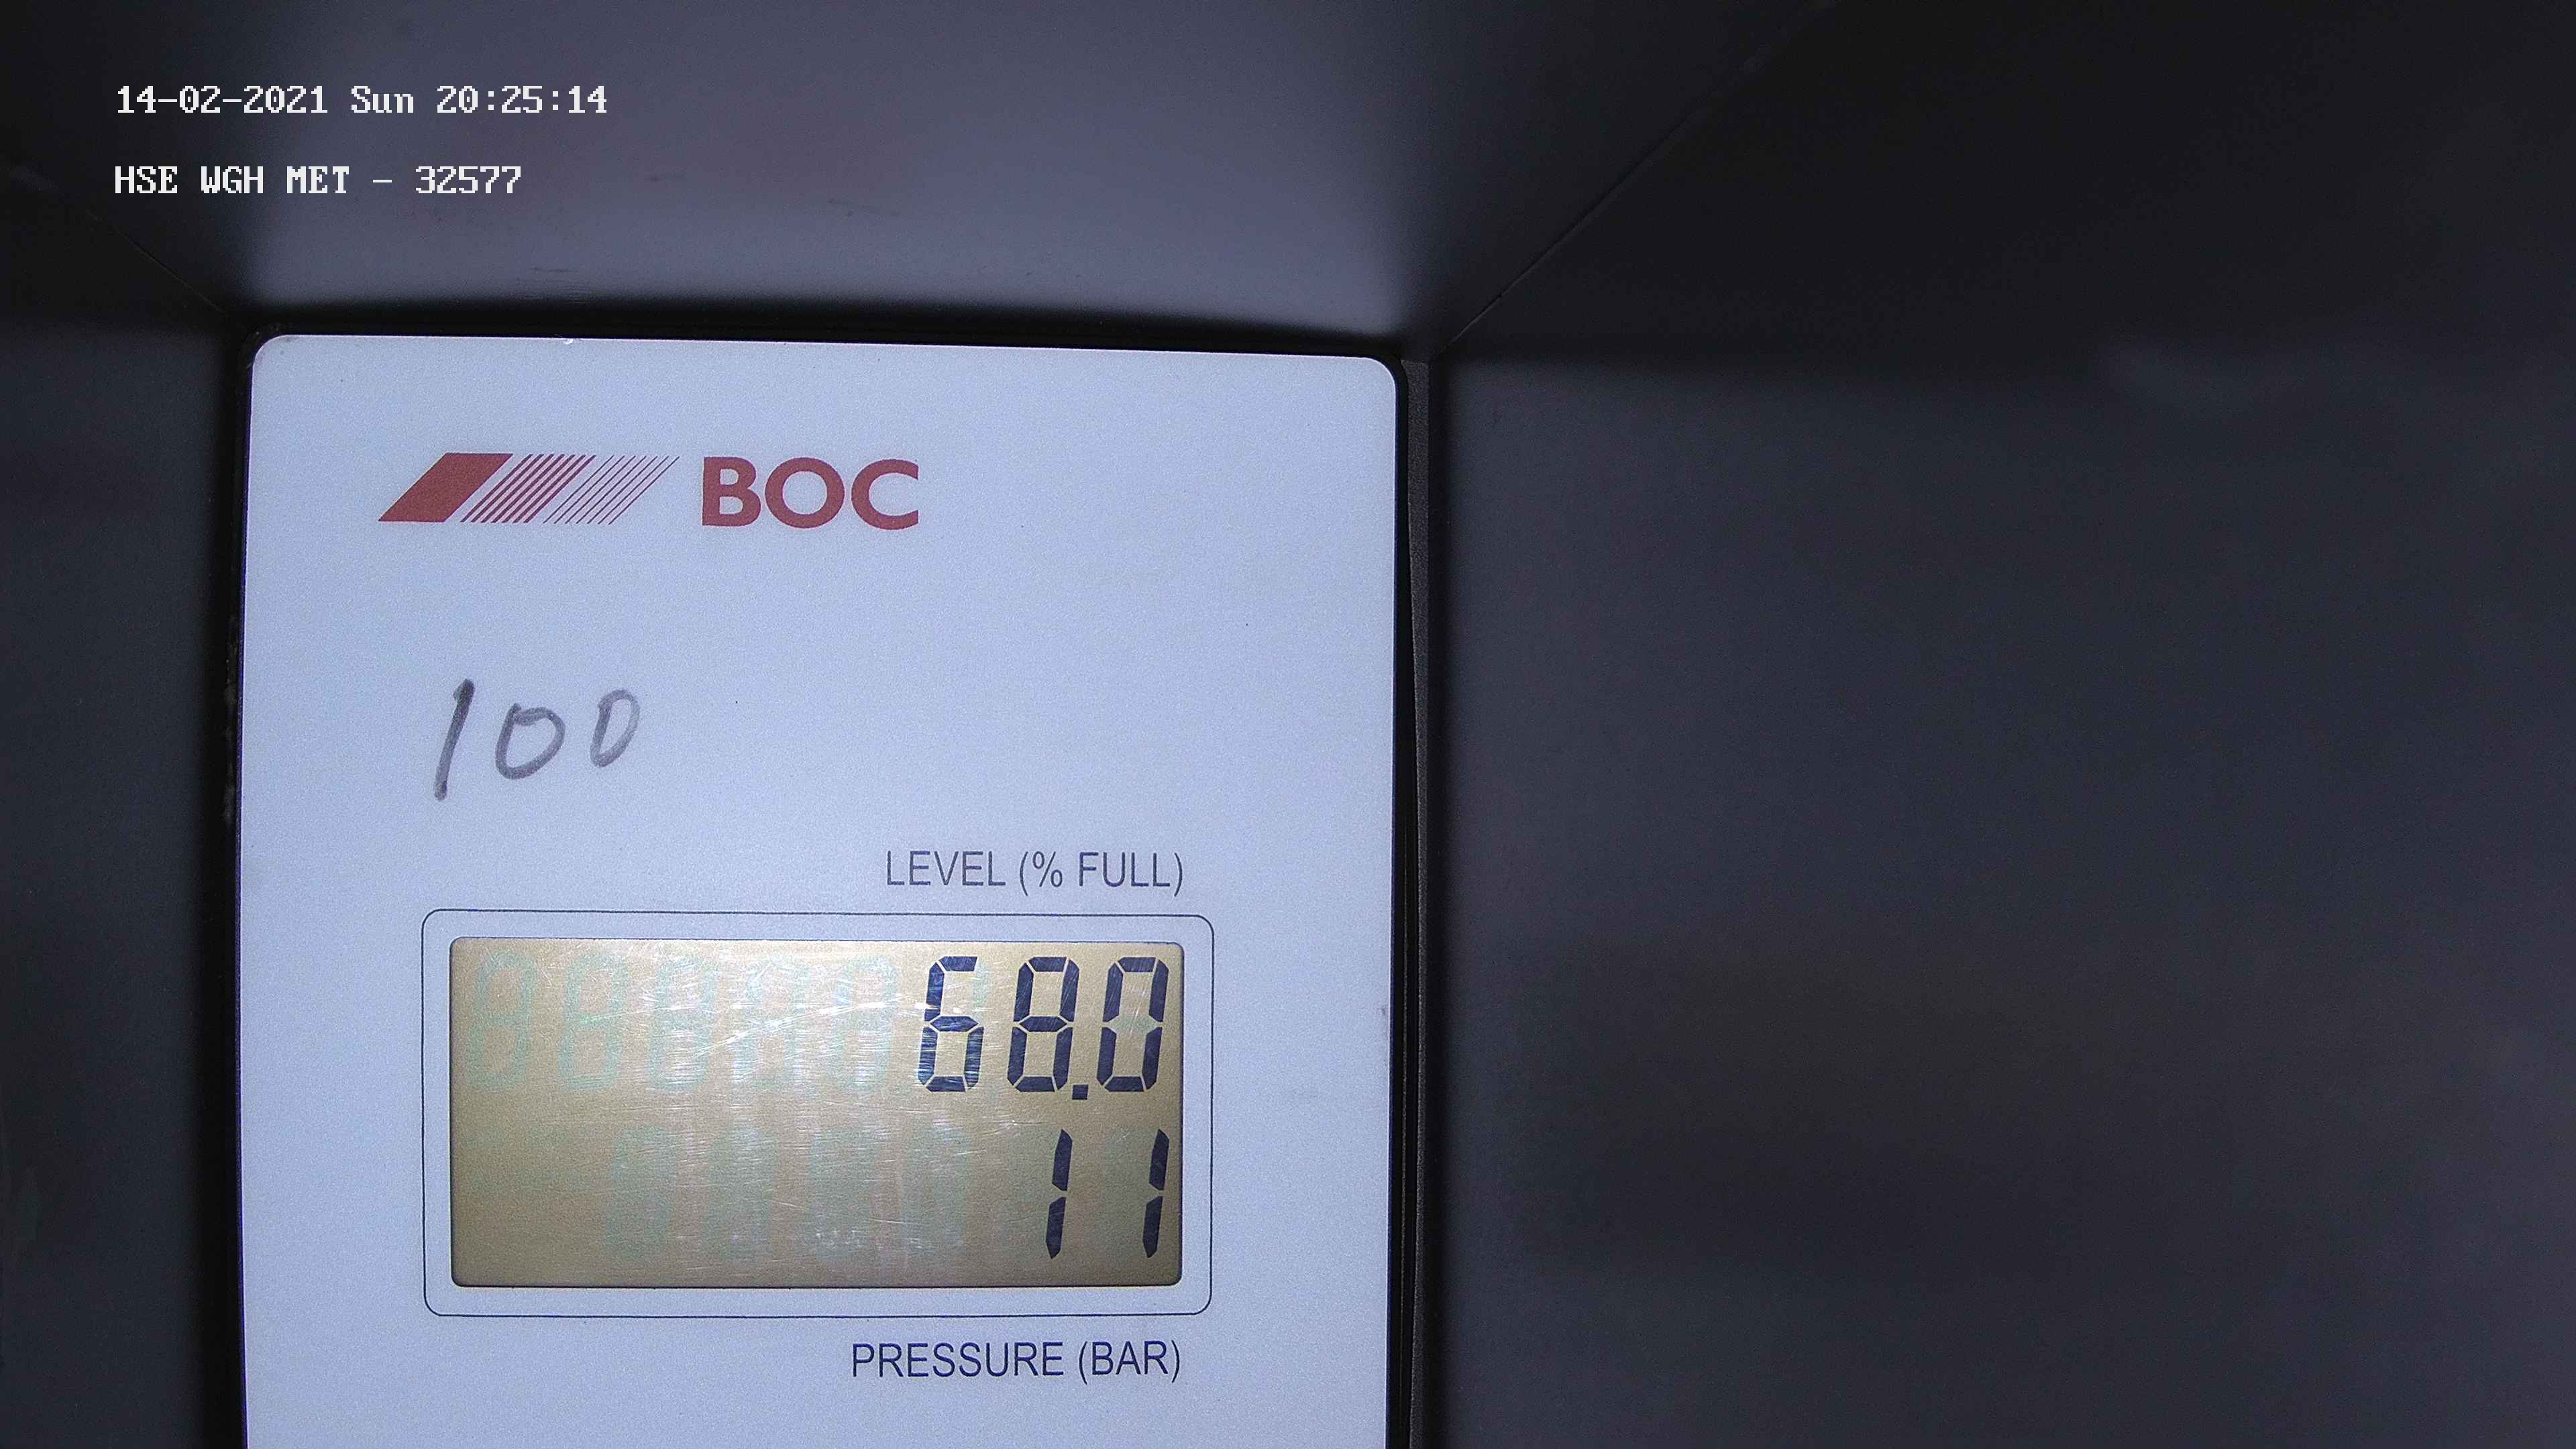 14-02-2021 Sun 20:25:14
HSE WGH MET - 32577
BOC
100
LEVEL (% FULL)
68.0
11
PRESSURE (BAR)